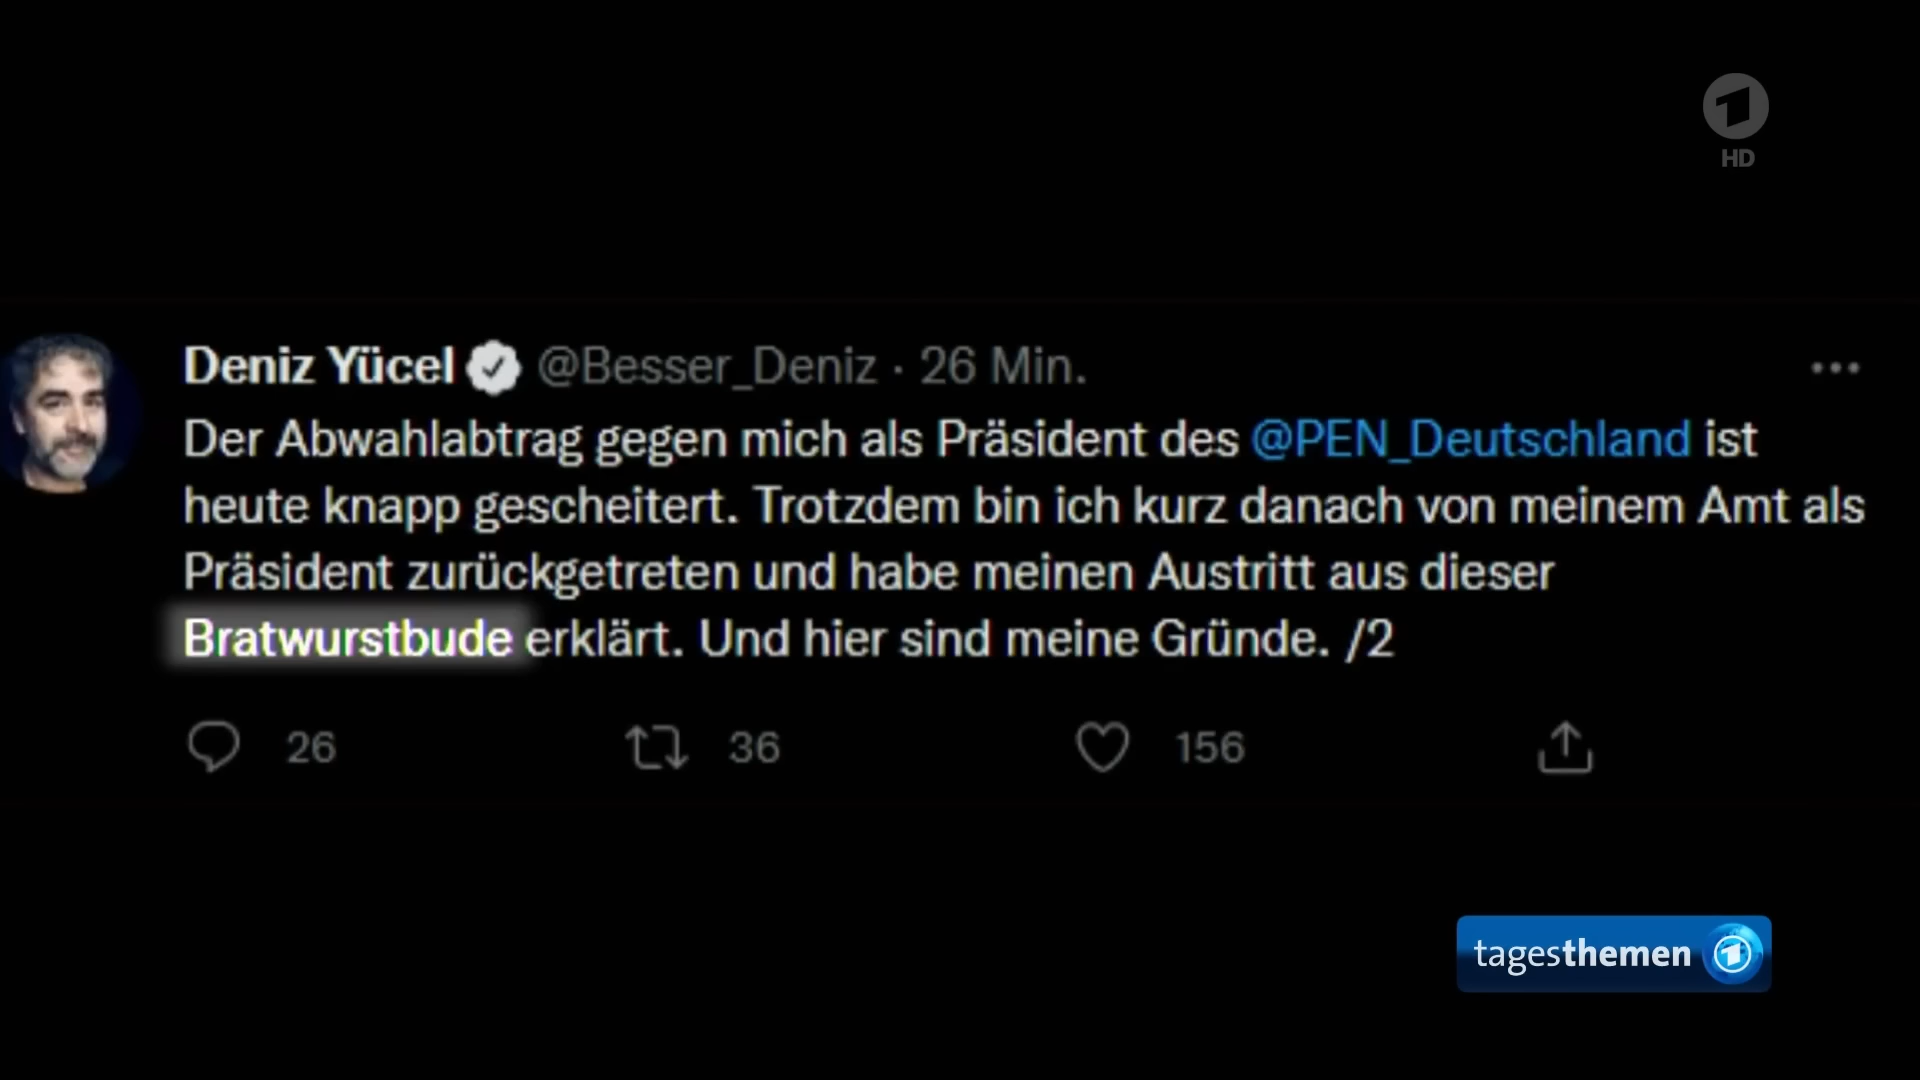 HD
Deniz Yücel @Besser_Deniz · 26 Min.
Der Abwahlabtrag gegen mich als Präsident des @PEN_Deutschland ist
heute knapp gescheitert. Trotzdem bin ich kurz danach von meinem Amt als
Präsident zurückgetreten und habe meinen Austritt aus dieser
Bratwurstbude erklärt. Und hier sind meine Gründe. /2
26 36 156
tagesthemen